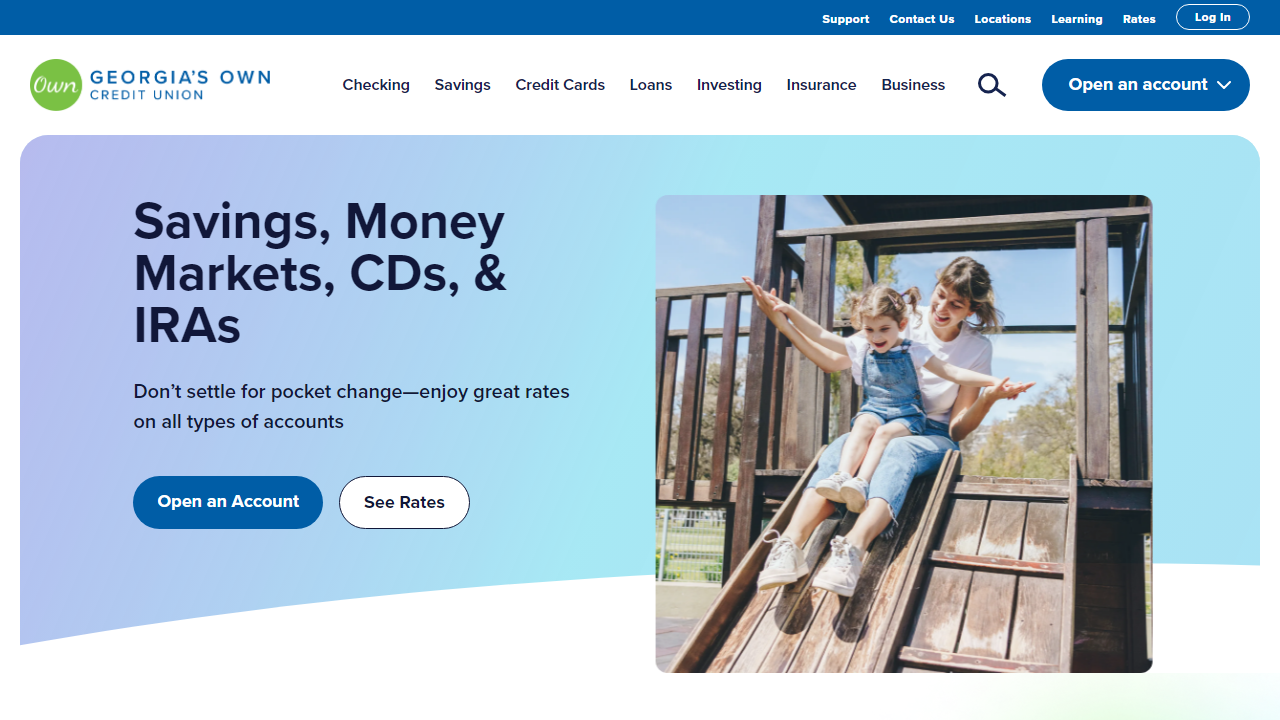 Support Contact Us Locations Learning Rates Log In
Own
GEORGIA'S OWN
CREDIT UNION
Checking Savings Credit Cards Loans Investing Insurance Business
Open an account
Savings, Money
Markets, CDs, &
IRAs
Don’t settle for pocket change—enjoy great rates
on all types of accounts
Open an Account
See Rates